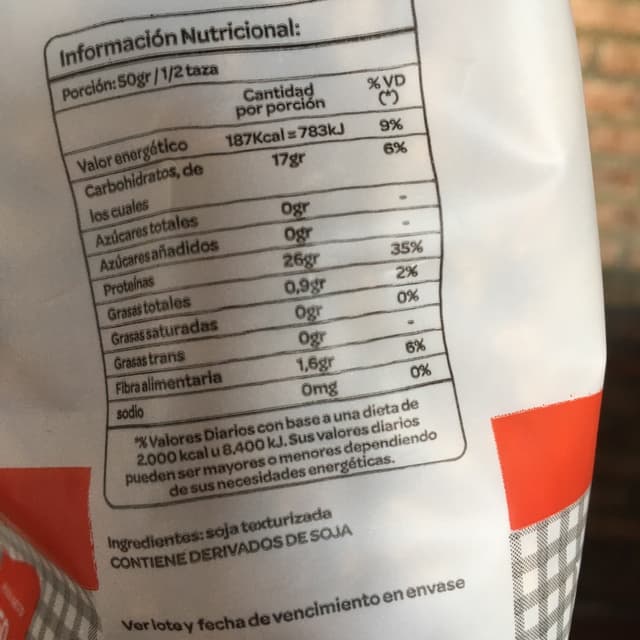 Información Nutricional:
Porción: 50gr / 1/2 taza
Cantidad por porción %VD (*)
Valor energético 187Kcal = 783kJ 9%
Carbohidratos, de los cuales 17gr 6%
Azúcares totales 0gr -
Azúcares añadidos 0gr -
Proteínas 26gr 35%
Grasas totales 0,9gr 2%
Grasas saturadas 0gr 0%
Grasas trans 0gr -
Fibra alimentaria 1,6gr 6%
sodio 0mg 0%
"% Valores Diarios con base a una dieta de
2.000 kcal u 8.400 kJ. Sus valores diarios
pueden ser mayores o menores dependiendo
de sus necesidades energéticas.
Ingredientes: soja texturizada
CONTIENE DERIVADOS DE SOJA
Ver lote y fecha de vencimiento en envase